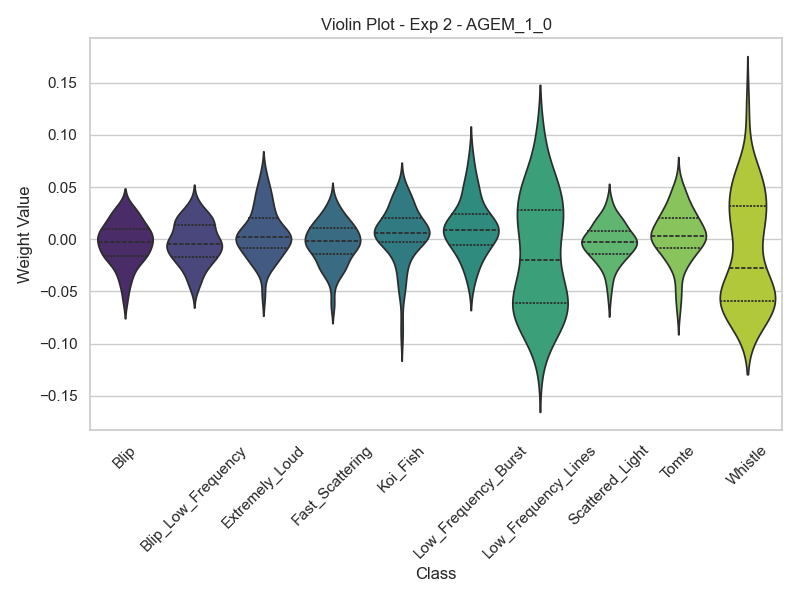 Violin Plot - Exp 2 - AGEM_1_0
Weight Value
0.15
0.10
0.05
0.00
−0.05
−0.10
−0.15
Blip
Blip_Low_Frequency
Extremely_Loud
Fast_Scattering
Koi_Fish
Low_Frequency_Burst
Low_Frequency_Lines
Scattered_Light
Tomte
Whistle
Class